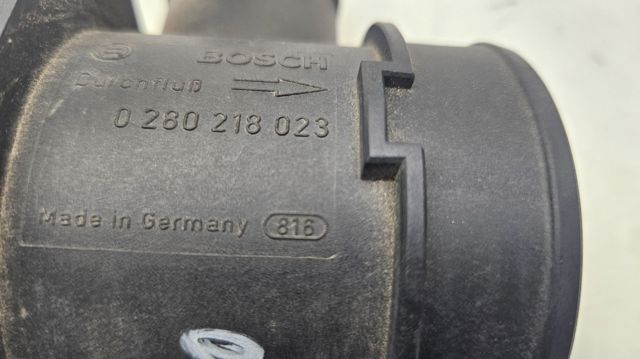 BOSCH
Durchfluß
0 280 218 023
Made in Germany 816